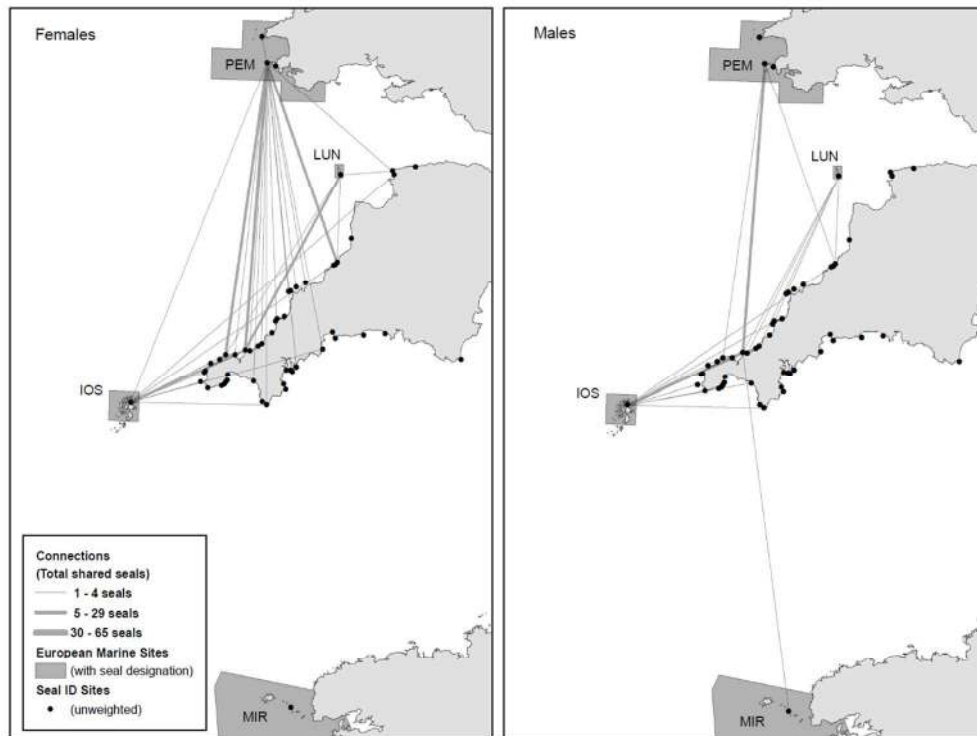 Females
PEM
LUN
IOS
MIR
Connections
(Total shared seals)
1 - 4 seals
5 - 29 seals
30 - 65 seals
European Marine Sites
(with seal designation)
Seal ID Sites
(unweighted)
Males
PEM
LUN
IOS
MIR